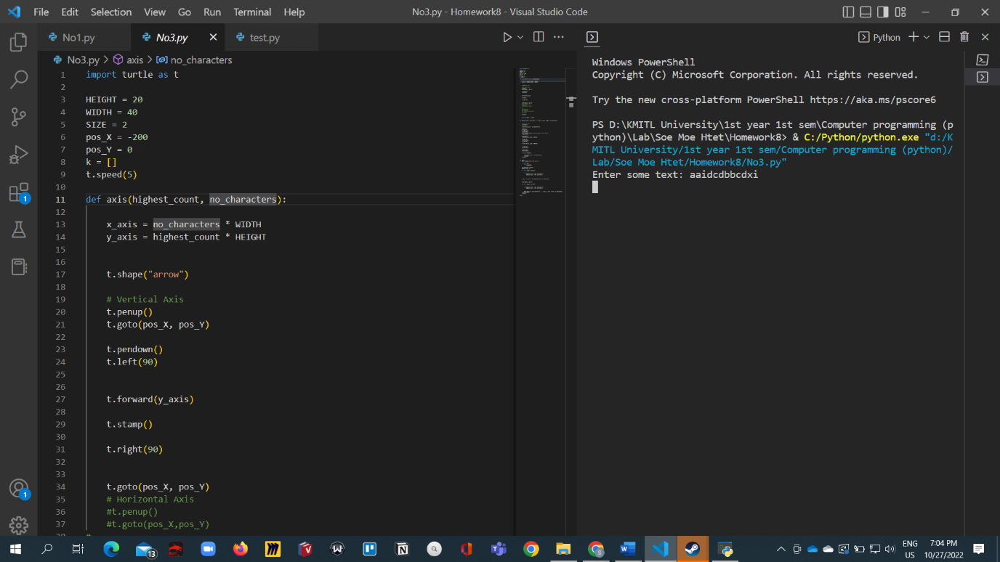 File Edit Selection View Go Run Terminal Help No3.py - Homework8 - Visual Studio Code
No1.py No3.py test.py
No3.py > axis > no_characters
1 import turtle as t
2
3 HEIGHT = 20
4 WIDTH = 40
5 SIZE = 2
6 pos_X = -200
7 pos_Y = 0
8 k = []
9 t.speed(5)
10
11 def axis(highest_count, no_characters):
12
13 x_axis = no_characters * WIDTH
14 y_axis = highest_count * HEIGHT
15
16
17 t.shape("arrow")
18
19 # Vertical Axis
20 t.penup()
21 t.goto(pos_X, pos_Y)
22
23 t.pendown()
24 t.left(90)
25
26
27 t.forward(y_axis)
28
29 t.stamp()
30
31 t.right(90)
32
33
34 t.goto(pos_X, pos_Y)
35 # Horizontal Axis
36 #t.penup()
37 #t.goto(pos_X,pos_Y)
Python
Windows PowerShell
Copyright (C) Microsoft Corporation. All rights reserved.
Try the new cross-platform PowerShell https://aka.ms/pscore6
PS D:\KMITL University\1st year 1st sem\Computer programming (p
ython)\Lab\Soe Moe Htet\Homework8> & C:/Python/python.exe "d:/K
MITL University/1st year 1st sem/Computer programming (python)/
Lab/Soe Moe Htet/Homework8/No3.py"
Enter some text: aaidcdbbcdxi
1
1
13
ENG
US
7:04 PM
10/27/2022